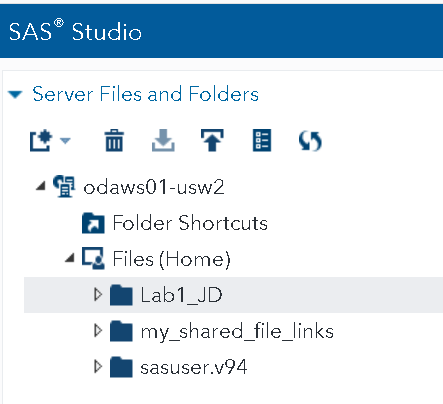 SAS® Studio
Server Files and Folders
odaws01-usw2
Folder Shortcuts
Files (Home)
Lab1_JD
my_shared_file_links
sasuser.v94